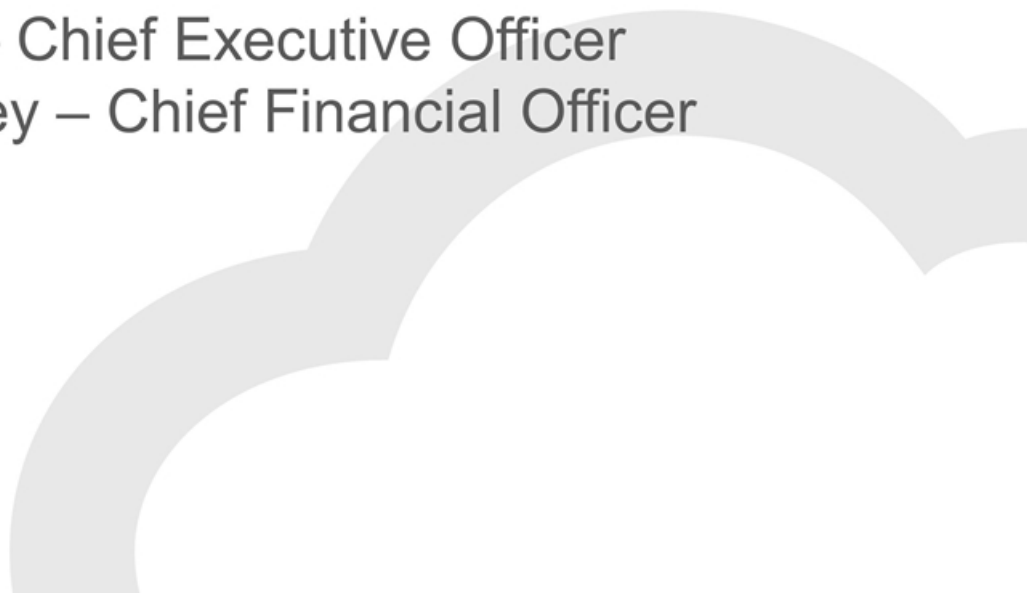 – Chief Executive Officer
ey – Chief Financial Officer